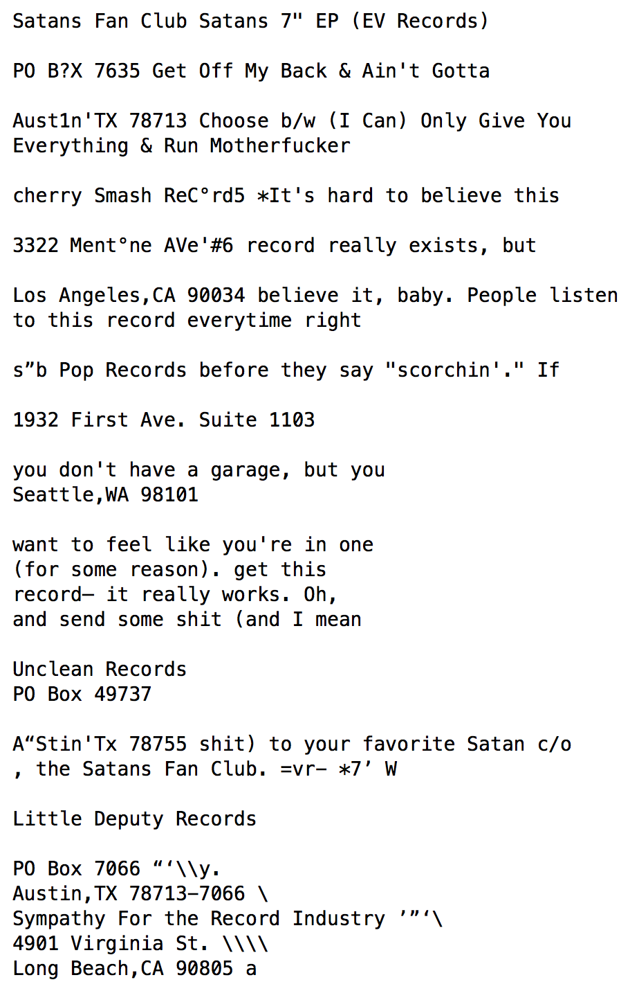 Satans Fan Club Satans 7" EP (EV Records)
PO B?X 7635 Get Off My Back & Ain't Gotta
Aust1n'TX 78713 Choose b/w (I Can) Only Give You
Everything & Run Motherfucker
cherry Smash ReC°rd5 *It's hard to believe this
3322 Ment°ne AVe'#6 record really exists, but
Los Angeles,CA 90034 believe it, baby. People listen
to this record everytime right
s”b Pop Records before they say "scorchin'." If
1932 First Ave. Suite 1103
you don't have a garage, but you
Seattle,WA 98101
want to feel like you're in one
(for some reason). get this
record— it really works. Oh,
and send some shit (and I mean
Unclean Records
PO Box 49737
A“Stin'Tx 78755 shit) to your favorite Satan c/o
, the Satans Fan Club. =vr- *7’ W
Little Deputy Records
PO Box 7066 “‘\\y.
Austin,TX 78713-7066 \
Sympathy For the Record Industry ’”‘\
4901 Virginia St. \\\\
Long Beach,CA 90805 a